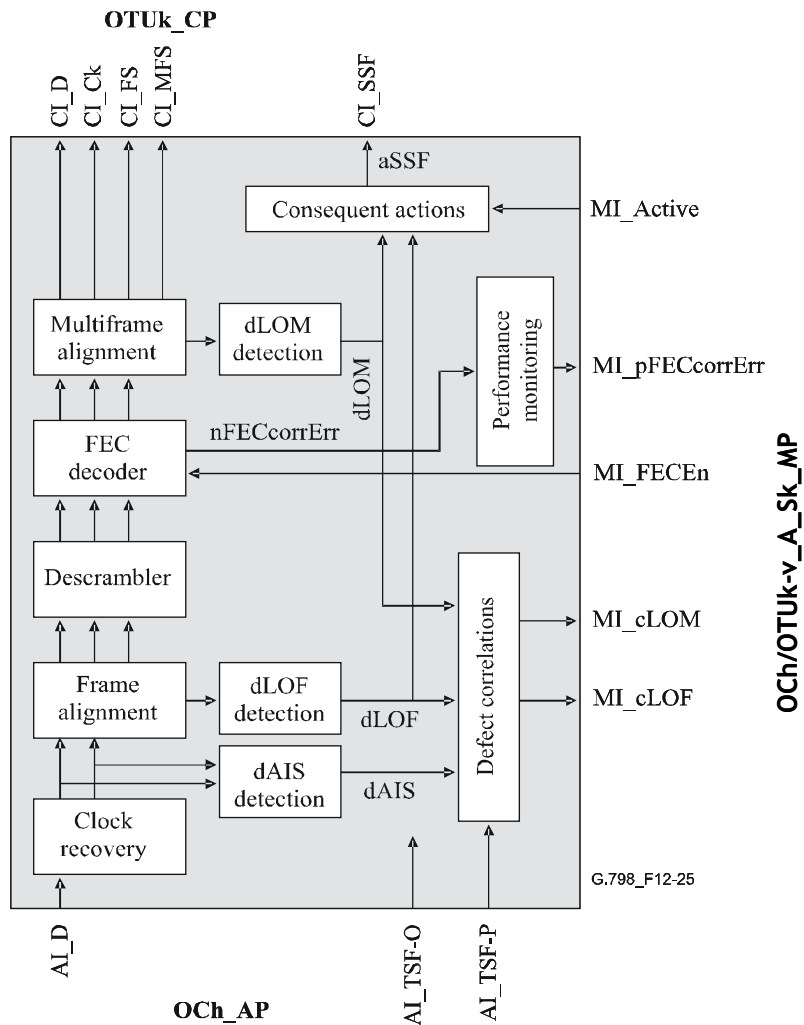 OTUk_CP
CI_D
CI_Ck
CI_FS
CI_MFS
CI_SSF
aSSF
Consequent actions
MI_Active
Multiframe
alignment
dLOM
detection
dLOM
Performance
monitoring
MI_pFECcorrErr
FEC
decoder
nFECcorrErr
MI_FECEn
Descrambler
Defect correlations
MI_cLOM
Frame
alignment
dLOF
detection
dLOF
MI_cLOF
dAIS
detection
dAIS
Clock
recovery
OCh/OTUk-v_A_Sk_MP
G.798_F12-25
AI_D
AI_TSF-O
AI_TSF-P
OCh_AP